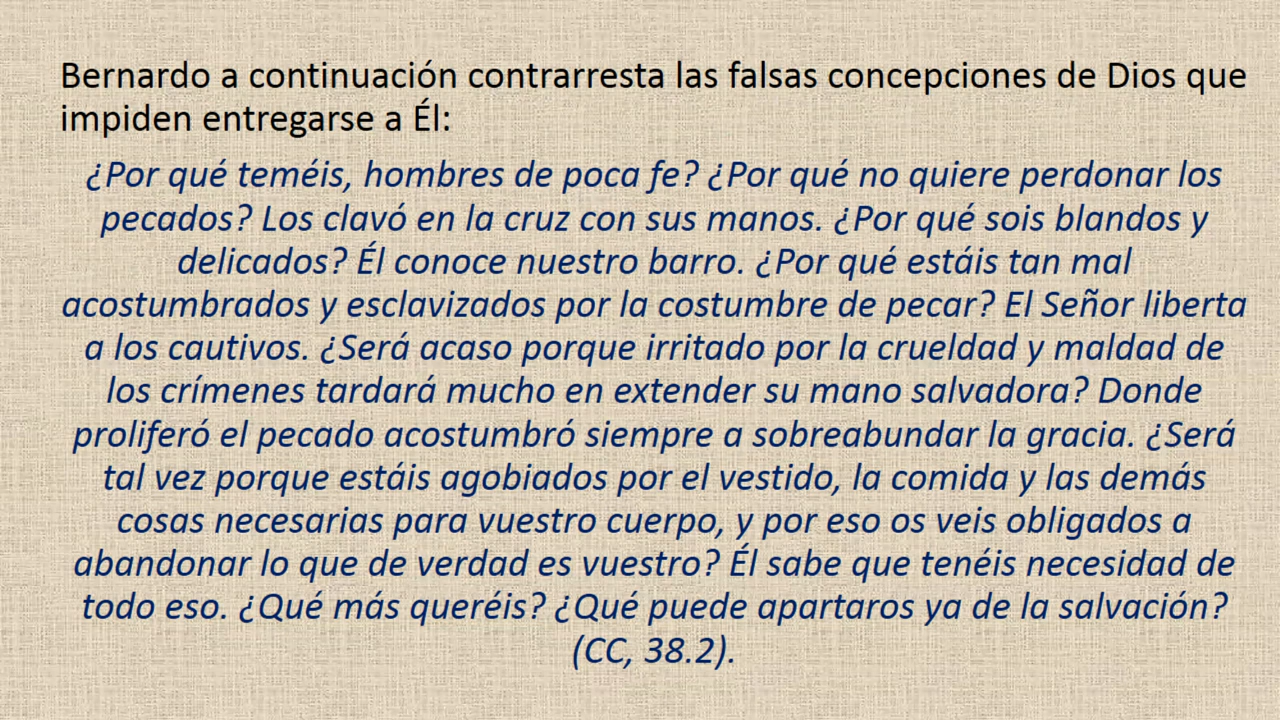 Bernardo a continuación contrarresta las falsas concepciones de Dios que
impiden entregarse a Él:
¿Por qué teméis, hombres de poca fe? ¿Por qué no quiere perdonar los
pecados? Los clavó en la cruz con sus manos. ¿Por qué sois blandos y
delicados? Él conoce nuestro barro. ¿Por qué estáis tan mal
acostumbrados y esclavizados por la costumbre de pecar? El Señor liberta
a los cautivos. ¿Será acaso porque irritado por la crueldad y maldad de
los crímenes tardará mucho en extender su mano salvadora? Donde
proliferó el pecado acostumbró siempre a sobreabundar la gracia. ¿Será
tal vez porque estáis agobiados por el vestido, la comida y las demás
cosas necesarias para vuestro cuerpo, y por eso os veis obligados a
abandonar lo que de verdad es vuestro? Él sabe que tenéis necesidad de
todo eso. ¿Qué más queréis? ¿Qué puede apartaros ya de la salvación?
(CC, 38.2).